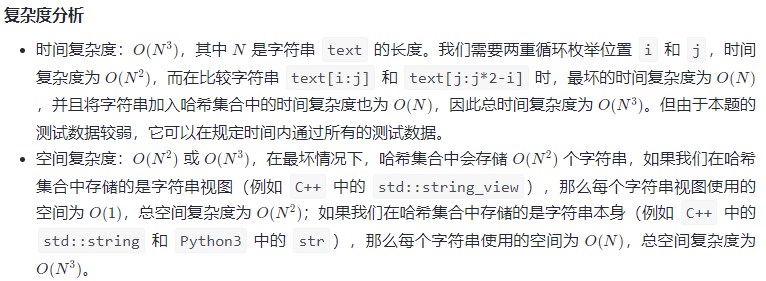 复杂度分析
• 时间复杂度：O(N³)，其中 N 是字符串 text 的长度。我们需要两重循环枚举位置 i 和 j，时间
复杂度为 O(N²)，而在比较字符串 text[i:j] 和 text[j:j*2-i] 时，最坏的时间复杂度为 O(N)
，并且将字符串加入哈希集合中的时间复杂度也为 O(N)，因此总时间复杂度为 O(N³)。但由于本题的
测试数据较弱，它可以在规定时间内通过所有的测试数据。
• 空间复杂度：O(N²) 或 O(N³)，在最坏情况下，哈希集合中会存储 O(N²) 个字符串，如果我们在哈希
集合中存储的是字符串视图（例如 C++ 中的 std::string_view），那么每个字符串视图使用的
空间为 O(1)，总空间复杂度为 O(N²)；如果我们在哈希集合中存储的是字符串本身（例如 C++ 中的
std::string 和 Python3 中的 str），那么每个字符串使用的空间为 O(N)，总空间复杂度为
O(N³)。